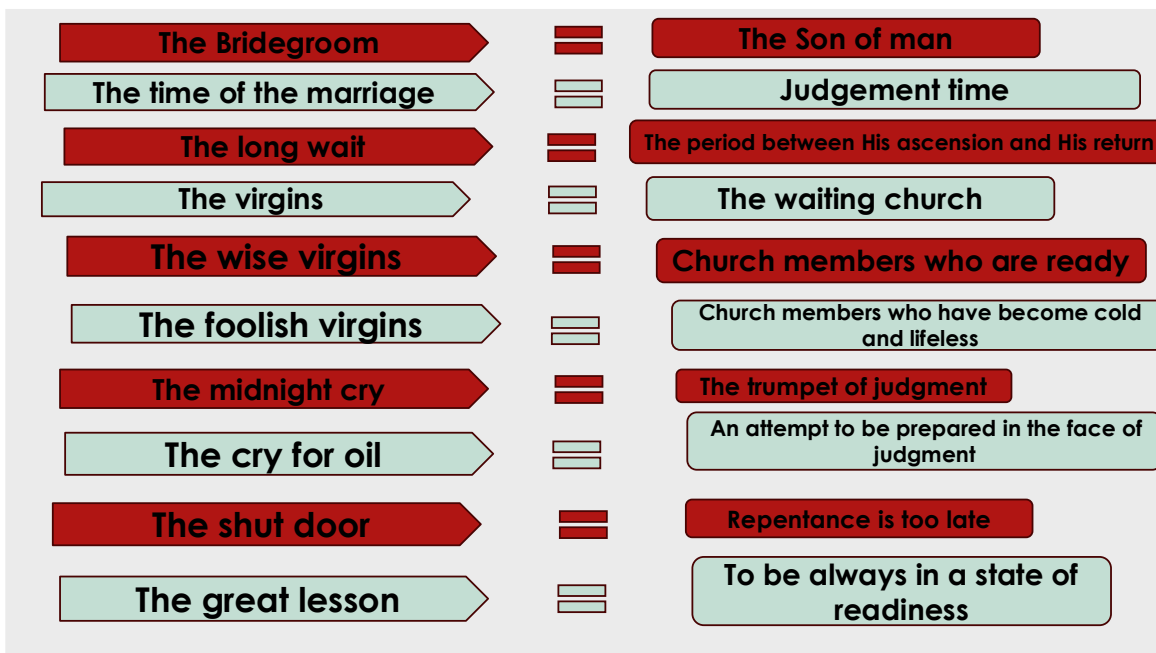 The Bridegroom = The Son of man
The time of the marriage = Judgement time
The long wait = The period between His ascension and His return
The virgins = The waiting church
The wise virgins = Church members who are ready
The foolish virgins = Church members who have become cold
and lifeless
The midnight cry = The trumpet of judgment
The cry for oil = An attempt to be prepared in the face of
judgment
The shut door = Repentance is too late
The great lesson = To be always in a state of
readiness